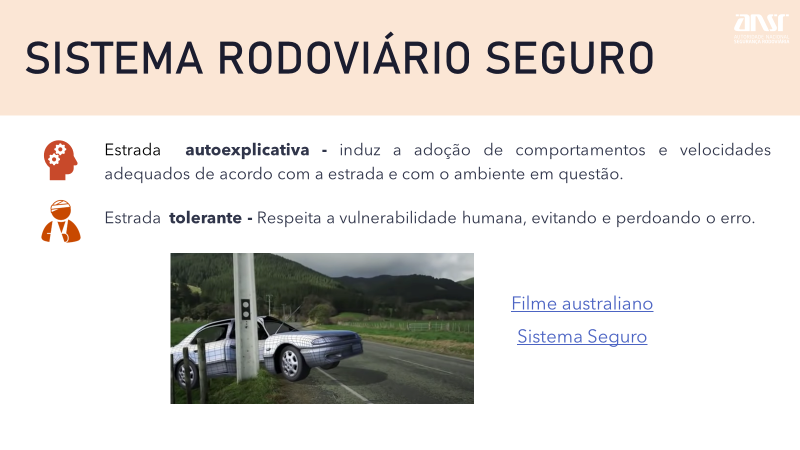 ansr
SISTEMA RODOVIÁRIO SEGURO
Estrada autoexplicativa - induz a adoção de comportamentos e velocidades
adequados de acordo com a estrada e com o ambiente em questão.
Estrada tolerante - Respeita a vulnerabilidade humana, evitando e perdoando o erro.
Filme australiano
Sistema Seguro